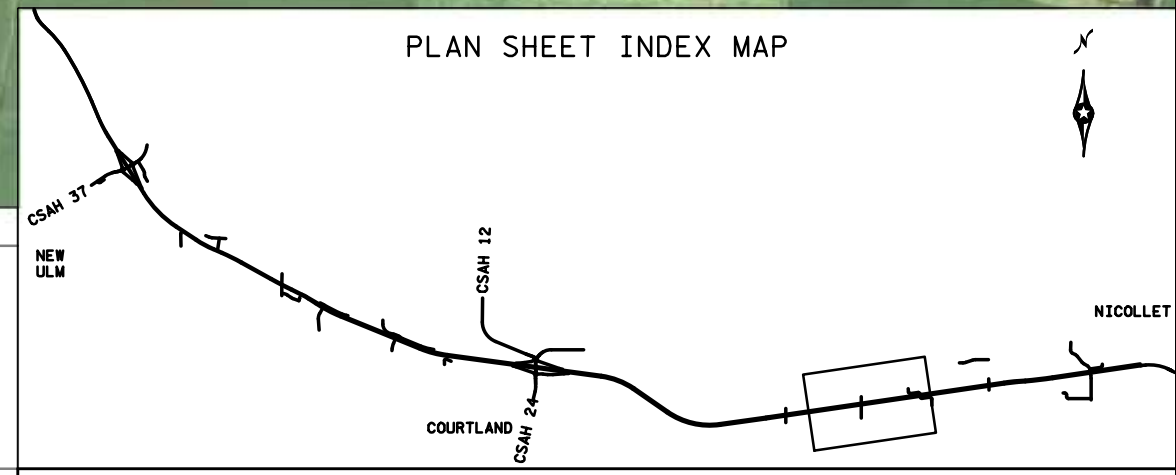 PLAN SHEET INDEX MAP
N
CSAH 37
NEW
ULM
CSAH 12
NICOLLET
COURTLAND
CSAH 24